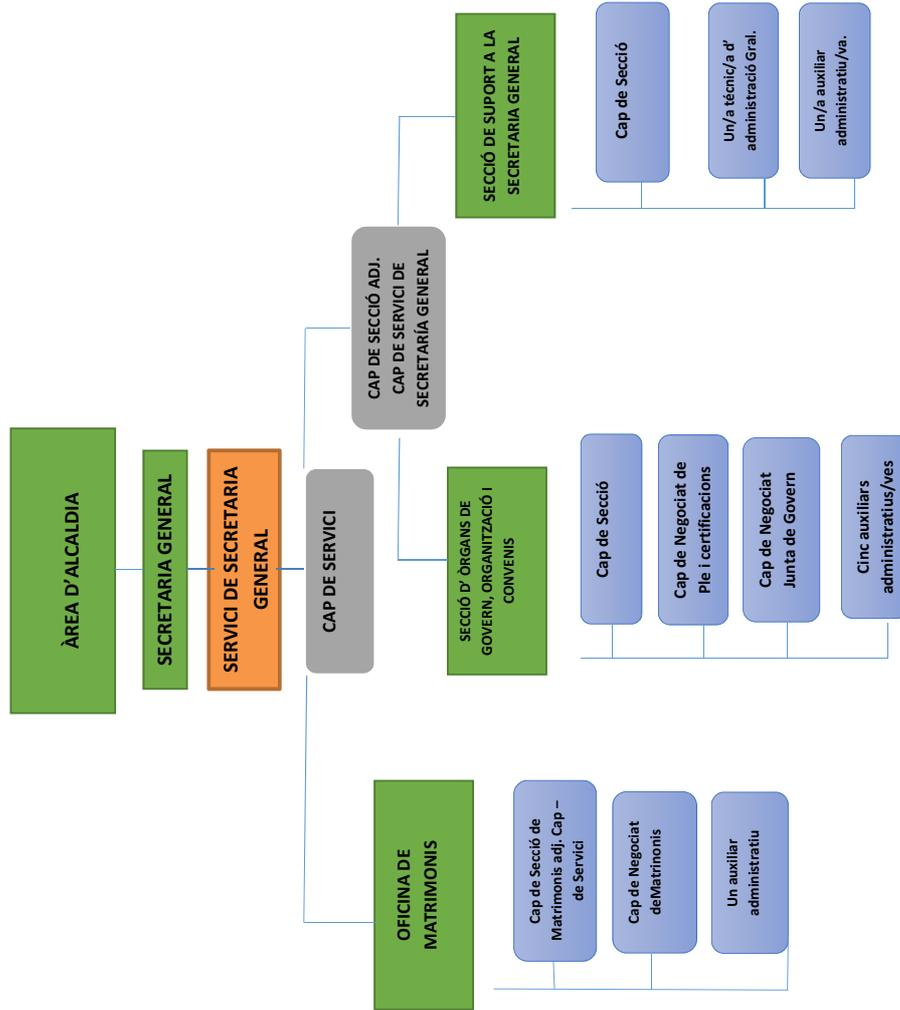 ÀREA D’ALCALDIA
SECRETARIA GENERAL
SERVICI DE SECRETARIA
GENERAL
CAP DE SERVICI
CAP DE SECCIÓ ADJ.
CAP DE SERVICI DE
SECRETARÍA GENERAL
OFICINA DE
MATRIMONIS
Cap de Secció de
Matrimonis adj. Cap –
de Servici
Cap de Negociat
deMatrinonis
Un auxiliar
administratiu
SECCIÓ D’ ÒRGANS DE
GOVERN, ORGANITZACIÓ I
CONVENIS
Cap de Secció
Cap de Negociat de
Ple i certificacions
Cap de Negociat
Junta de Govern
Cinc auxiliars
administratius/ves
SECCIÓ DE SUPORT A LA
SECRETARIA GENERAL
Cap de Secció
Un/a técnic/a d’
administració Gral.
Un/a auxiliar
administratiu/va.